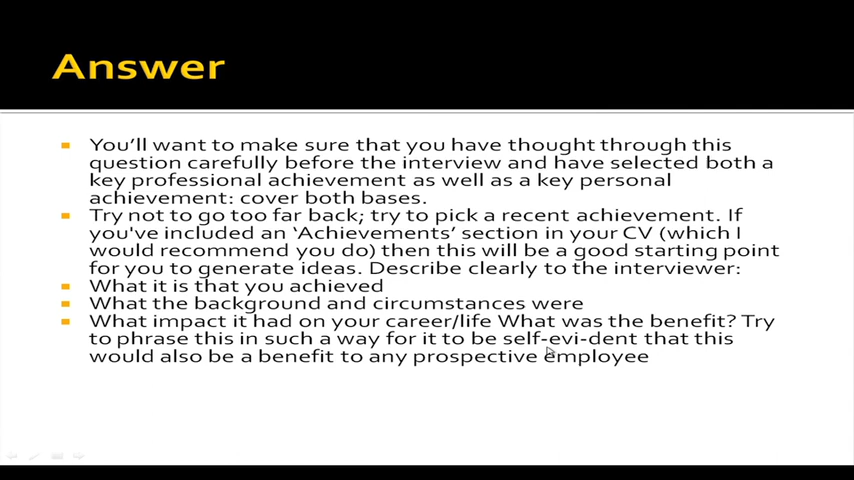 Answer
You'll want to make sure that you have thought through this
question carefully before the interview and have selected both a
key professional achievement as well as a key personal
achievement: cover both bases.
Try not to go too far back; try to pick a recent achievement. If
you've included an 'Achievements' section in your CV (which I
would recommend you do) then this will be a good starting point
for you to generate ideas. Describe clearly to the interviewer:
What it is that you achieved
What the background and circumstances were
What impact it had on your career/life What was the benefit? Try
to phrase this in such a way for it to be self-evi-dent that this
would also be a benefit to any prospective employee